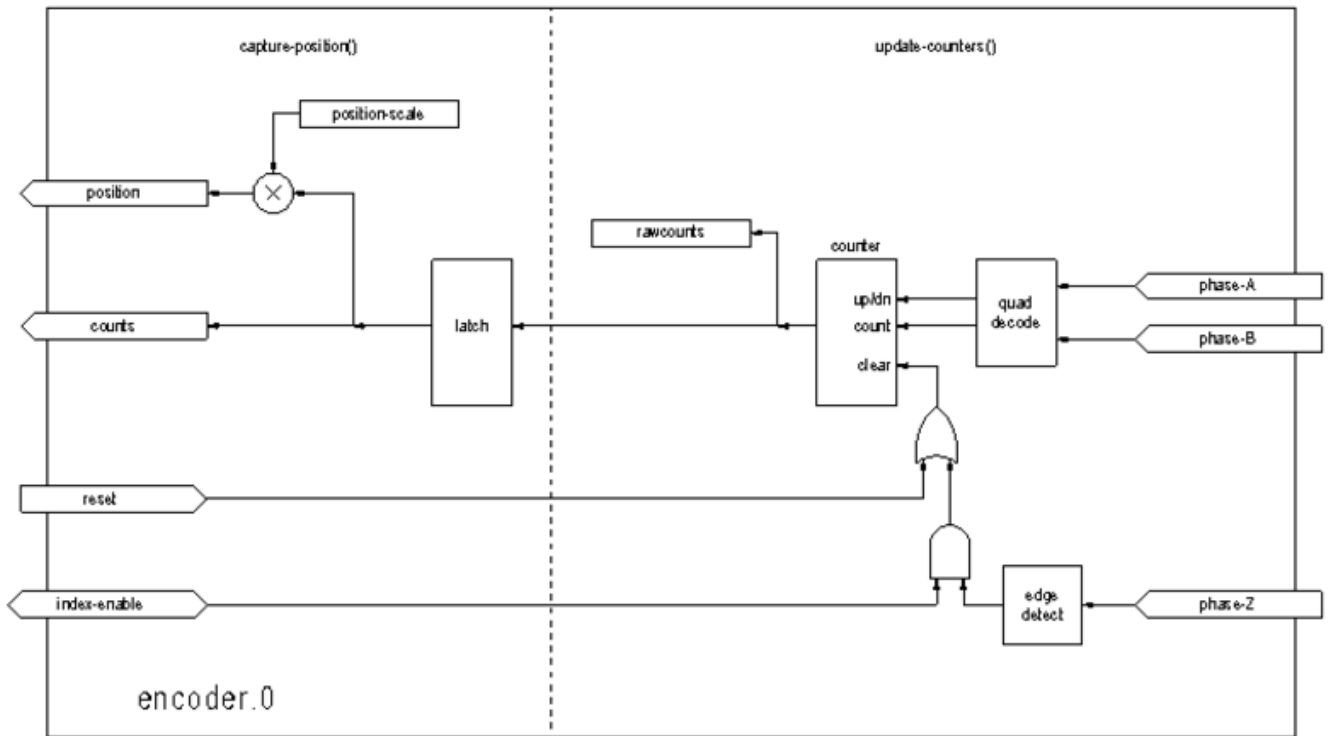 capture-position()
update-counters()
position-scale
position
rawcounts
counter
counts
latch
up/dn
count
clear
quad
decode
phase-A
phase-B
reset
index-enable
edge
detect
phase-Z
encoder.0